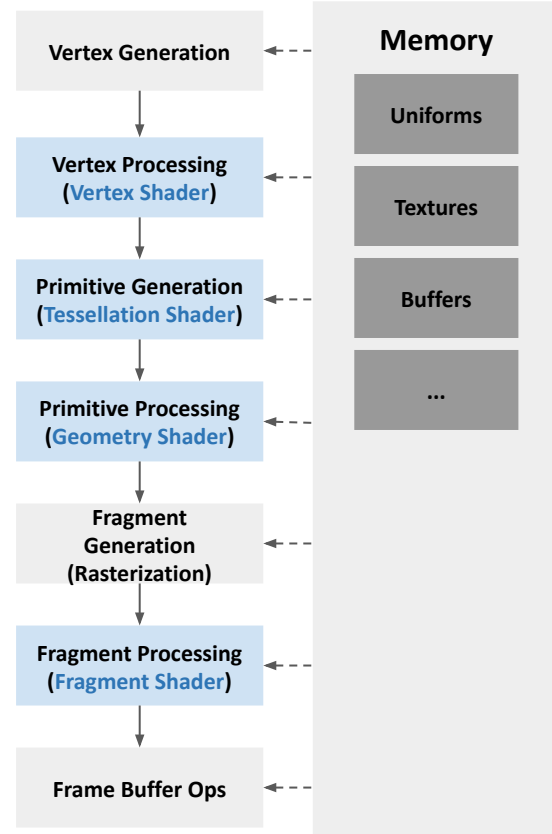 Vertex Generation
Vertex Processing
(Vertex Shader)
Primitive Generation
(Tessellation Shader)
Primitive Processing
(Geometry Shader)
Fragment
Generation
(Rasterization)
Fragment Processing
(Fragment Shader)
Frame Buffer Ops
Memory
Uniforms
Textures
Buffers
...